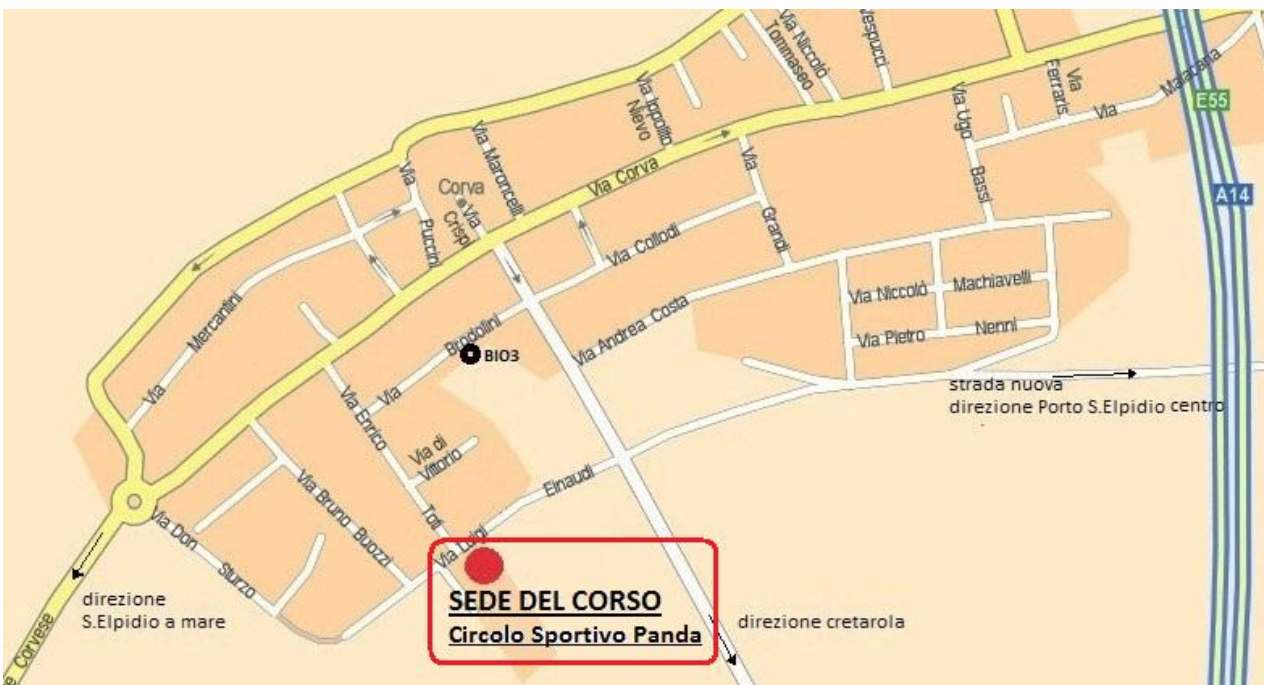 Via Niccolò
Tommaseo
Vespucci
Via Ippolito
Nievo
Via Ugo
Bassi
Via
Ferraris
Via Malaparte
E55
A14
Via Maroncelli
Via
Puccini
Corva
Via
Crispi
Via Corva
Via
Grandi
Via Collodi
Via Mercantini
Via Niccolò Machiavelli
Via Pietro Nenni
Via Andrea Costa
Via Brodolini
BIO3
strada nuova
direzione Porto S.Elpidio centro
Via Enrico Toti
Via di
Vittorio
Via Bruno Buozzi
Via Luigi Einaudi
Via Don Sturzo
SEDE DEL CORSO
Circolo Sportivo Panda
direzione
S.Elpidio a mare
direzione cretarola
Corvese